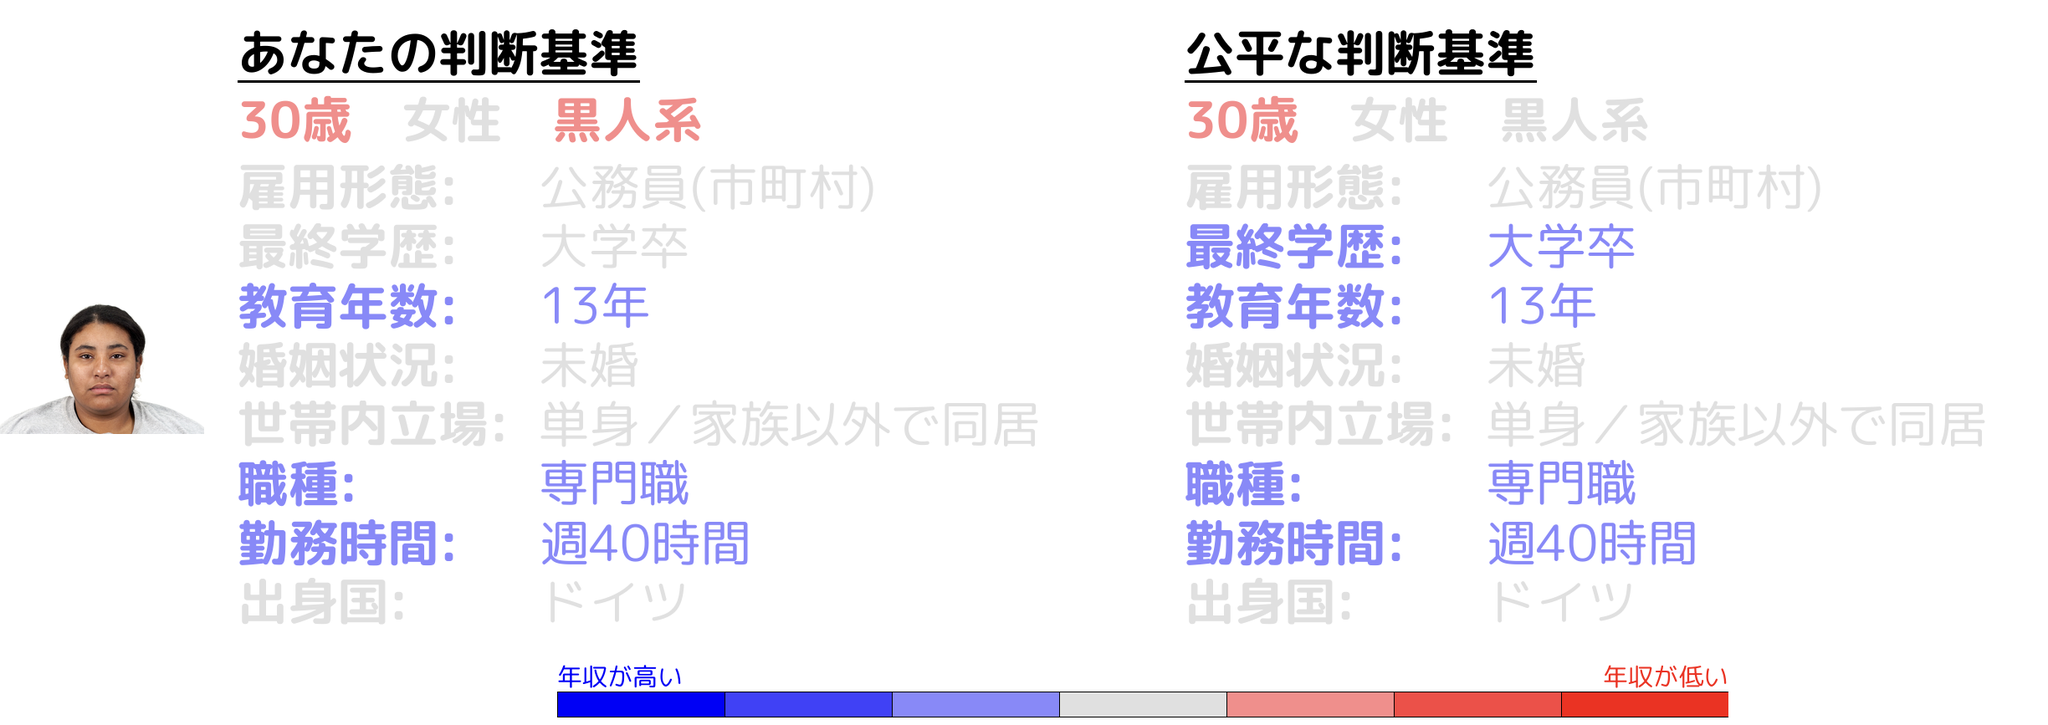 あなたの判断基準
30歳 女性 黒人系
雇用形態: 公務員(市町村)
最終学歴: 大学卒
教育年数: 13年
婚姻状況: 未婚
世帯内立場: 単身／家族以外で同居
職種: 専門職
勤務時間: 週40時間
出身国: ドイツ
公平な判断基準
30歳 女性 黒人系
雇用形態: 公務員(市町村)
最終学歴: 大学卒
教育年数: 13年
婚姻状況: 未婚
世帯内立場: 単身／家族以外で同居
職種: 専門職
勤務時間: 週40時間
出身国: ドイツ
年収が高い
年収が低い